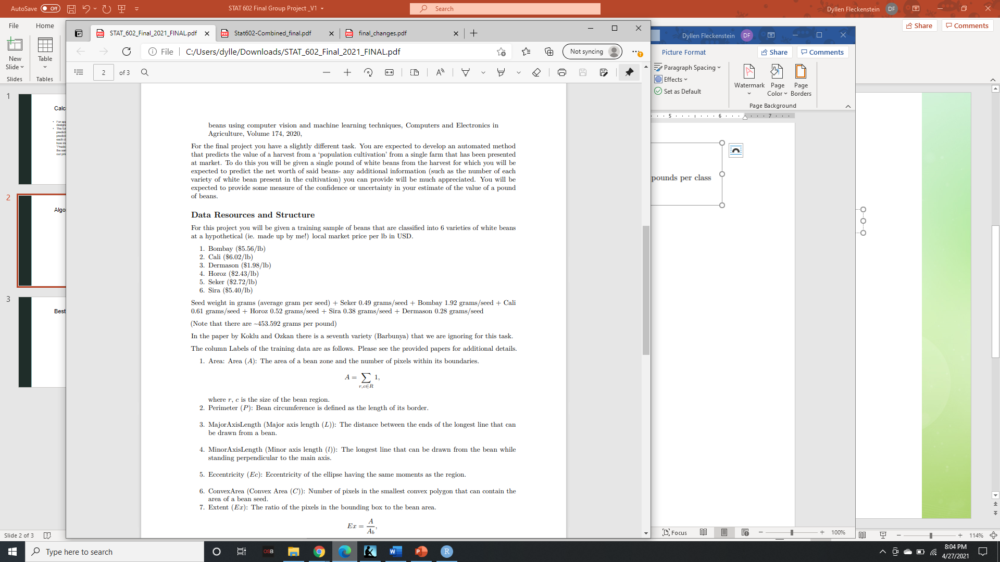 AutoSave Off
STAT 602 Final Group Project _V1
Search
Dyllen Fleckenstein DF
File Home
Share Comments
New Slide
Table
Slides Tables
STAT_602_Final_2021_FINAL.pdf
Stat602-Combined_final.pdf
final_changes.pdf
File C:/Users/dylle/Downloads/STAT_602_Final_2021_FINAL.pdf
Not syncing
2 of 3
Dyllen Fleckenstein DF
Picture Format
Share Comments
Paragraph Spacing
Effects
Set as Default
Watermark
Page Color
Page Borders
Page Background
5 6 7
pounds per class
1
Calc
2
Algo
3
Best
beans using computer vision and machine learning techniques, Computers and Electronics in
Agriculture, Volume 174, 2020,
For the final project you have a slightly different task. You are expected to develop an automated method
that predicts the value of a harvest from a ‘population cultivation’ from a single farm that has been presented
at market. To do this you will be given a single pound of white beans from the harvest for which you will be
expected to predict the net worth of said beans- any additional information (such as the number of each
variety of white bean present in the cultivation) you can provide will be much appreciated. You will be
expected to provide some measure of the confidence or uncertainty in your estimate of the value of a pound
of beans.
Data Resources and Structure
For this project you will be given a training sample of beans that are classified into 6 varieties of white beans
at a hypothetical (ie. made up by me!) local market price per lb in USD.
1. Bombay ($5.56/lb)
2. Cali ($6.02/lb)
3. Dermason ($1.98/lb)
4. Horoz ($2.43/lb)
5. Seker ($2.72/lb)
6. Sira ($5.40/lb)
Seed weight in grams (average gram per seed) + Seker 0.49 grams/seed + Bombay 1.92 grams/seed + Cali
0.61 grams/seed + Horoz 0.52 grams/seed + Sira 0.38 grams/seed + Dermason 0.28 grams/seed
(Note that there are ~453.592 grams per pound)
In the paper by Koklu and Ozkan there is a seventh variety (Barbunya) that we are ignoring for this task.
The column Labels of the training data are as follows. Please see the provided papers for additional details.
1. Area: Area (A): The area of a bean zone and the number of pixels within its boundaries.
A = ∑ 1,
r,c∈R
where r, c is the size of the bean region.
2. Perimeter (P): Bean circumference is defined as the length of its border.
3. MajorAxisLength (Major axis length (L)): The distance between the ends of the longest line that can
be drawn from a bean.
4. MinorAxisLength (Minor axis length (l)): The longest line that can be drawn from the bean while
standing perpendicular to the main axis.
5. Eccentricity (Ec): Eccentricity of the ellipse having the same moments as the region.
6. ConvexArea (Convex Area (C)): Number of pixels in the smallest convex polygon that can contain the
area of a bean seed.
7. Extent (Ex): The ratio of the pixels in the bounding box to the bean area.
Ex = A/Ab,
Slide 2 of 3
Focus 100%
114%
Type here to search
OSB
8:04 PM
4/27/2021